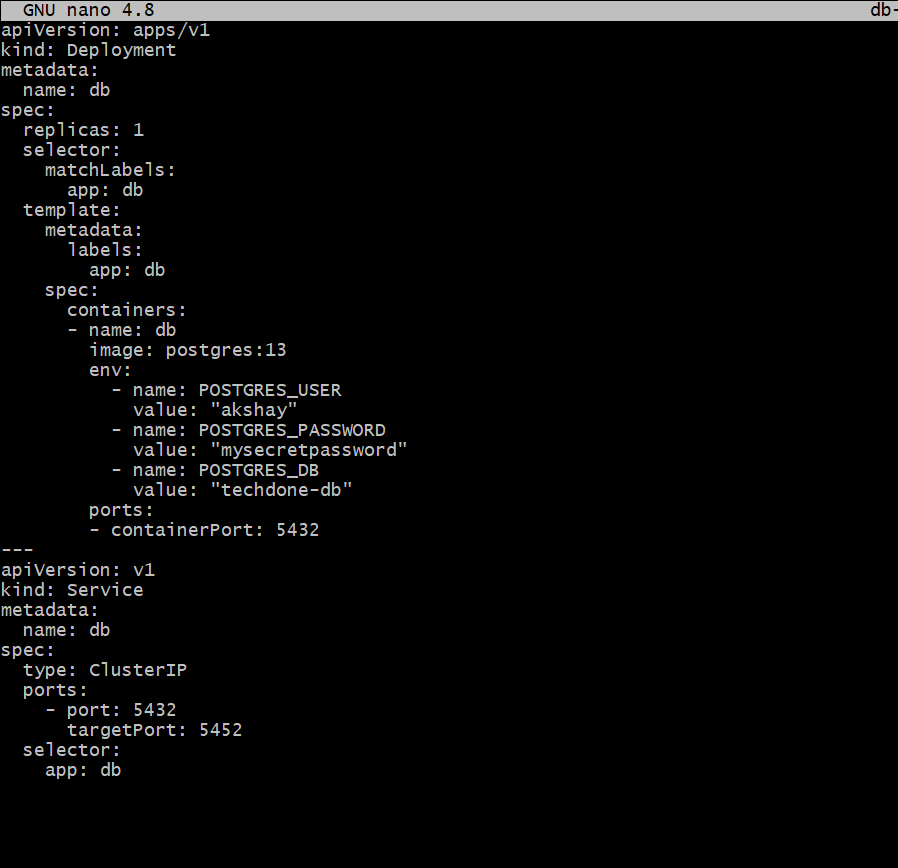 GNU nano 4.8 db-
apiVersion: apps/v1
kind: Deployment
metadata:
  name: db
spec:
  replicas: 1
  selector:
    matchLabels:
      app: db
  template:
    metadata:
      labels:
        app: db
    spec:
      containers:
      - name: db
        image: postgres:13
        env:
          - name: POSTGRES_USER
            value: "akshay"
          - name: POSTGRES_PASSWORD
            value: "mysecretpassword"
          - name: POSTGRES_DB
            value: "techdone-db"
        ports:
        - containerPort: 5432
---
apiVersion: v1
kind: Service
metadata:
  name: db
spec:
  type: ClusterIP
  ports:
    - port: 5432
      targetPort: 5452
  selector:
    app: db